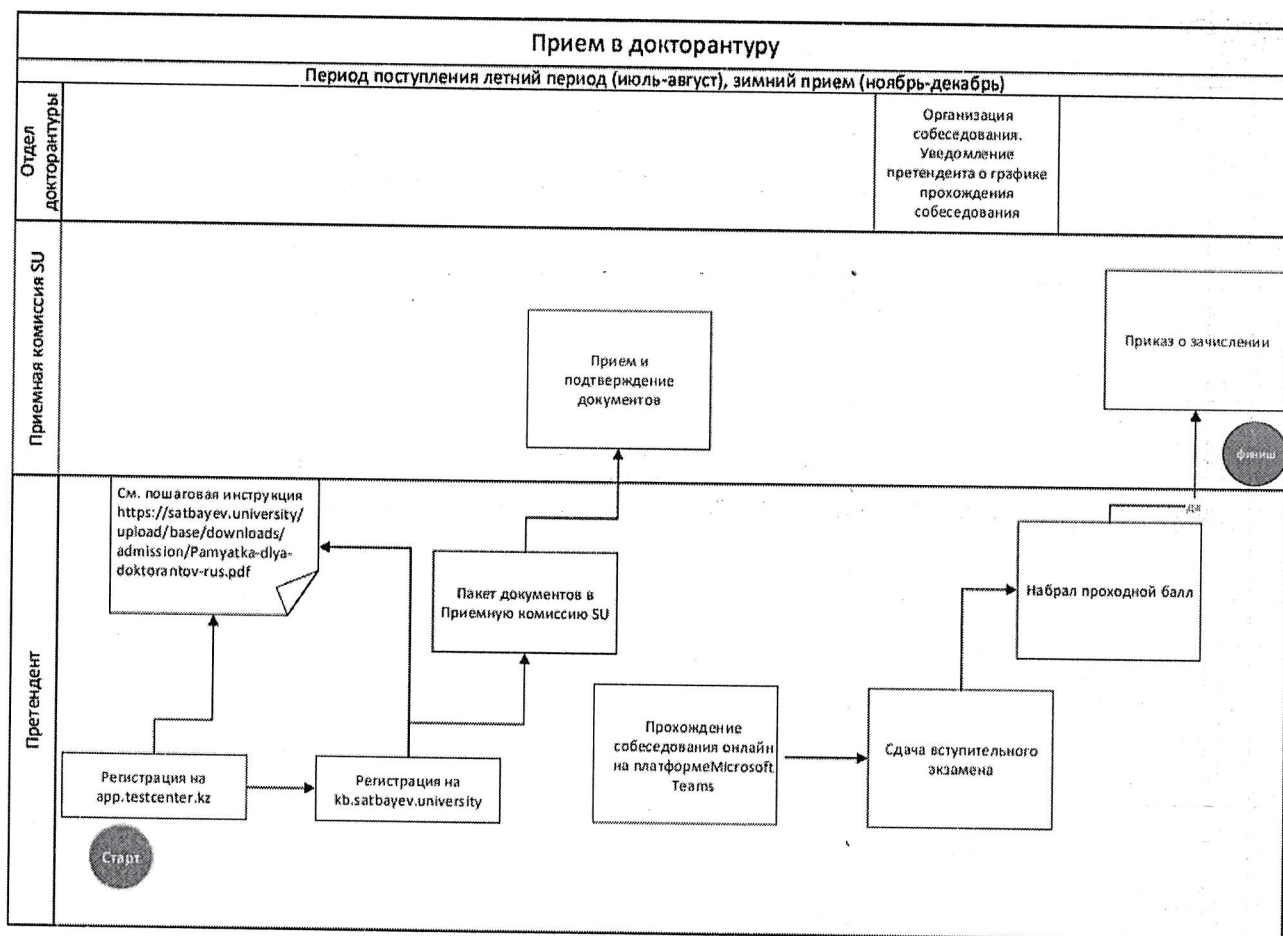 Прием в докторантуру
Период поступления летний период (июль-август), зимний прием (ноябрь-декабрь)
Отдел
докторантуры
Организация
собеседования.
Уведомление
претендента о графике
прохождения
собеседования
Приемная комиссия SU
Прием и
подтверждение
документов
Приказ о зачислении
финиш
Претендент
См. пошаговая инструкция
https://satbayev.university/
upload/base/downloads/
admission/Pamyatka-dlya-
doktorantov-rus.pdf
да
Пакет документов в
Приемную комиссию SU
Набрал проходной балл
Прохождение
собеседования онлайн
на платформеMicrosoft
Teams
Сдача вступительного
экзамена
Регистрация на
app.testcenter.kz
Регистрация на
kb.satbayev.university
Старт